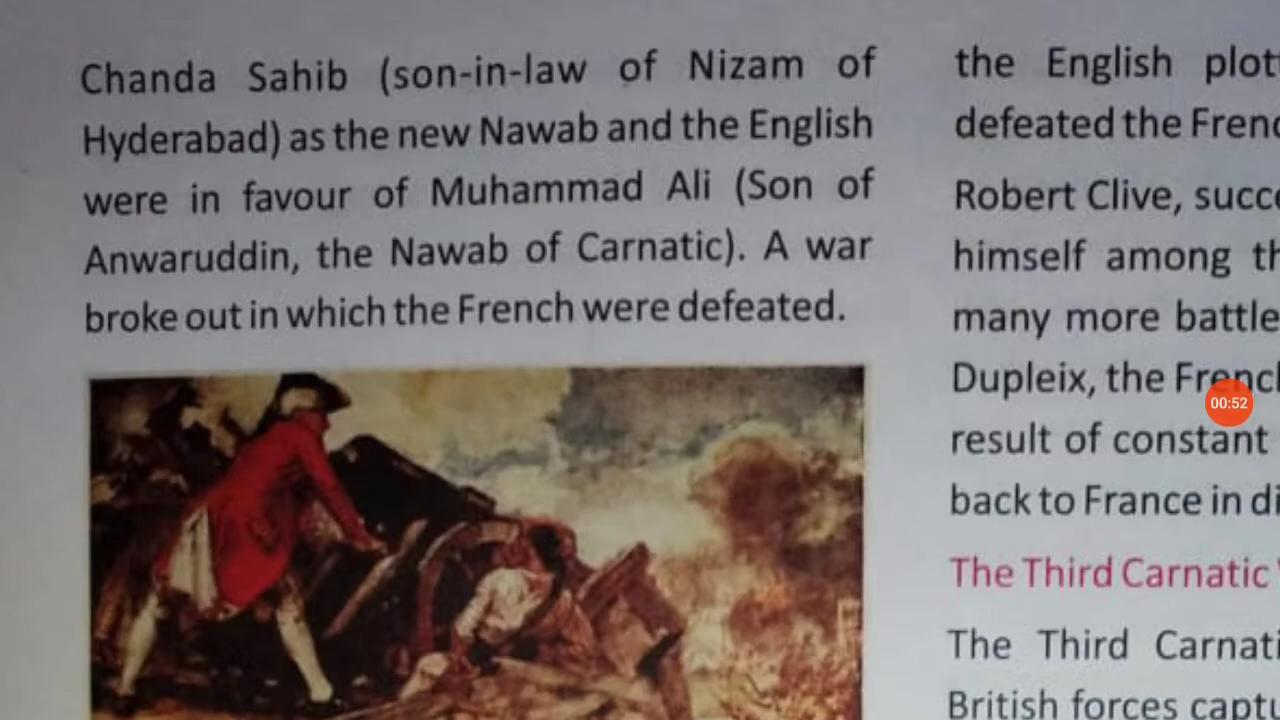 Chanda Sahib (son-in-law of Nizam of
Hyderabad) as the new Nawab and the English
were in favour of Muhammad Ali (Son of
Anwaruddin, the Nawab of Carnatic). A war
broke out in which the French were defeated.
the English
defeated the
Robert Clive,
himself among
many more
Dupleix, the
result of constant
back to France in
The Third Carnatic
The Third
British forces
00:52